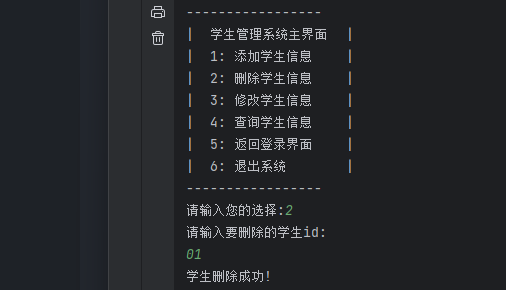 -----------------
|  学生管理系统主界面  |
|  1: 添加学生信息    |
|  2: 删除学生信息    |
|  3: 修改学生信息    |
|  4: 查询学生信息    |
|  5: 返回登录界面    |
|  6: 退出系统       |
-----------------
请输入您的选择:2
请输入要删除的学生id:
01
学生删除成功!